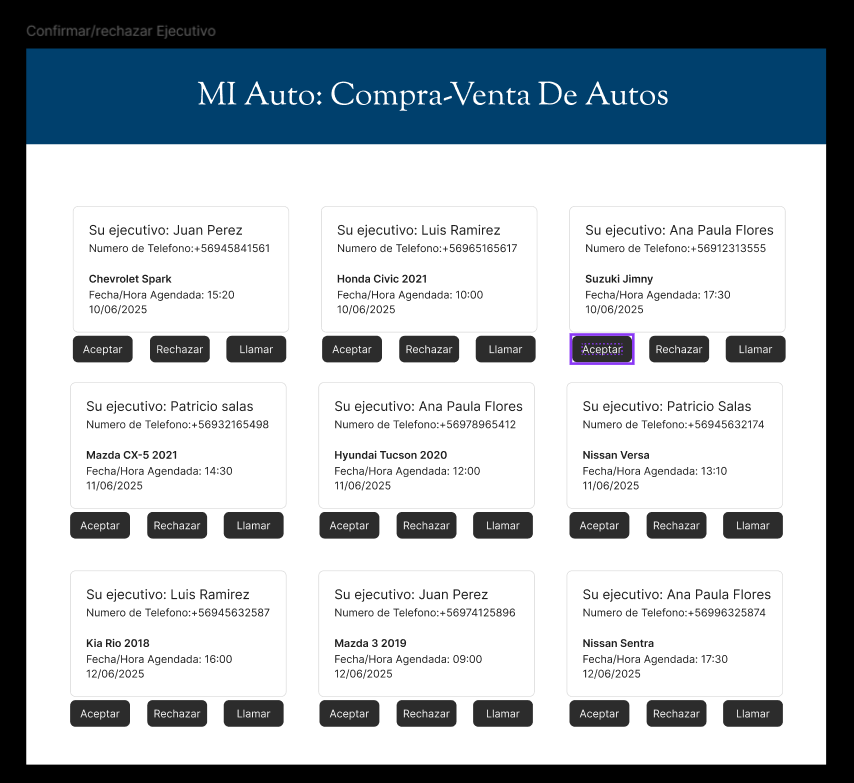 Confirmar/rechazar Ejecutivo
MI Auto: Compra-Venta De Autos
Su ejecutivo: Juan Perez
Numero de Telefono:+56945841561
Chevrolet Spark
Fecha/Hora Agendada: 15:20
10/06/2025
Aceptar Rechazar Llamar
Su ejecutivo: Luis Ramirez
Numero de Telefono:+56965165617
Honda Civic 2021
Fecha/Hora Agendada: 10:00
10/06/2025
Aceptar Rechazar Llamar
Su ejecutivo: Ana Paula Flores
Numero de Telefono:+56912313555
Suzuki Jimny
Fecha/Hora Agendada: 17:30
10/06/2025
Aceptar Rechazar Llamar
Su ejecutivo: Patricio salas
Numero de Telefono:+56932165498
Mazda CX-5 2021
Fecha/Hora Agendada: 14:30
11/06/2025
Aceptar Rechazar Llamar
Su ejecutivo: Ana Paula Flores
Numero de Telefono:+56978965412
Hyundai Tucson 2020
Fecha/Hora Agendada: 12:00
11/06/2025
Aceptar Rechazar Llamar
Su ejecutivo: Patricio Salas
Numero de Telefono:+56945632174
Nissan Versa
Fecha/Hora Agendada: 13:10
11/06/2025
Aceptar Rechazar Llamar
Su ejecutivo: Luis Ramirez
Numero de Telefono:+56945632587
Kia Rio 2018
Fecha/Hora Agendada: 16:00
12/06/2025
Aceptar Rechazar Llamar
Su ejecutivo: Juan Perez
Numero de Telefono:+56974125896
Mazda 3 2019
Fecha/Hora Agendada: 09:00
12/06/2025
Aceptar Rechazar Llamar
Su ejecutivo: Ana Paula Flores
Numero de Telefono:+56996325874
Nissan Sentra
Fecha/Hora Agendada: 17:30
12/06/2025
Aceptar Rechazar Llamar